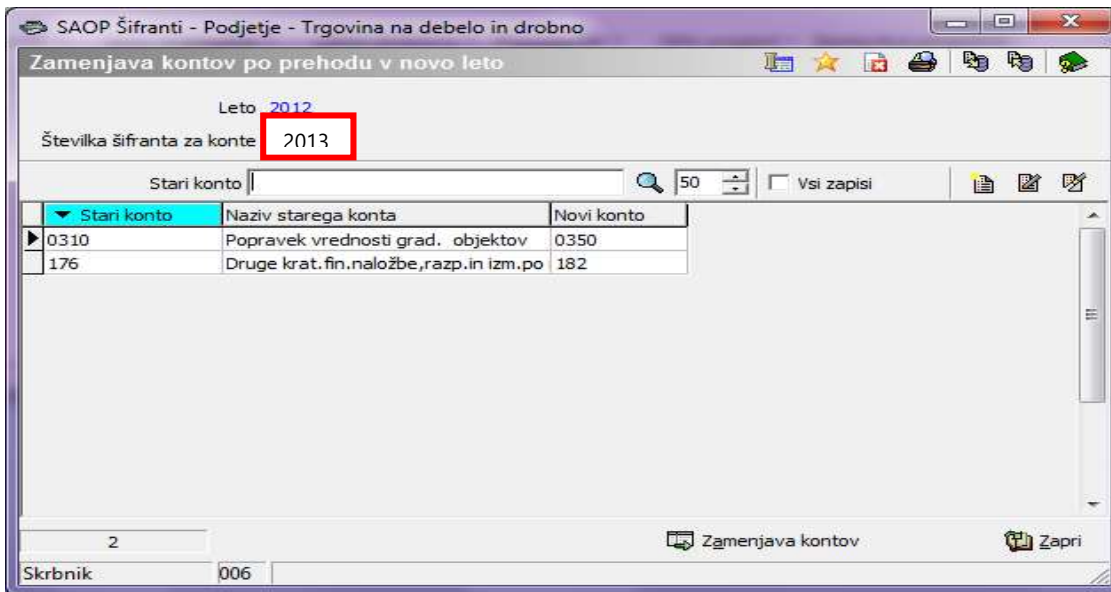 SAOP Šifranti - Podjetje - Trgovina na debelo in drobno
Zamenjava kontov po prehodu v novo leto
Leto 2012
Številka šifranta za konte 2013
Stari konto 50 Vsi zapisi
Stari konto Naziv starega konta Novi konto
0310 Popravek vrednosti grad. objektov 0350
176 Druge krat.fin.naložbe,razp.in izm.po 182
2 Zamenjava kontov Zapri
Skrbnik 006